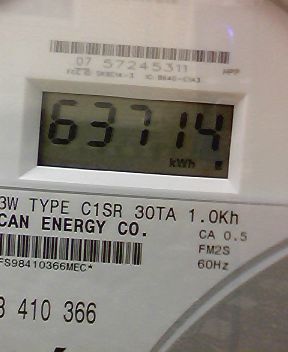 07 57245311
63714
kWh
3W TYPE C1SR 30TA 1.0Kh
CAN ENERGY CO.
CA 0.5
FM2S
FS98410366MEC*
60Hz
8 410 366